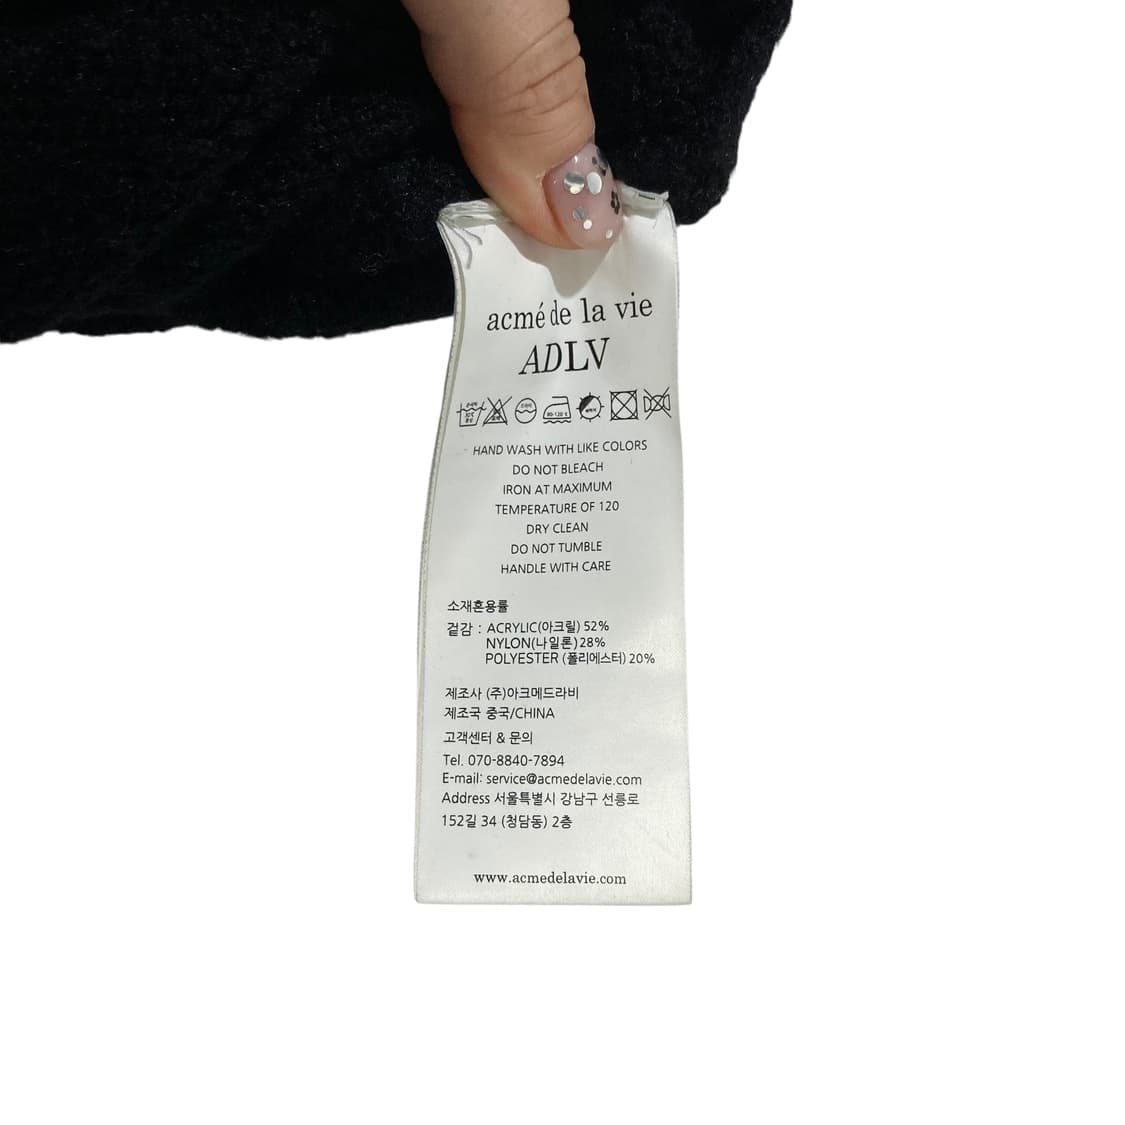 acmé de la vie
ADLV
80-120℃
HAND WASH WITH LIKE COLORS
DO NOT BLEACH
IRON AT MAXIMUM
TEMPERATURE OF 120
DRY CLEAN
DO NOT TUMBLE
HANDLE WITH CARE
소재혼용률
겉감 : ACRYLIC(아크릴) 52%
NYLON(나일론) 28%
POLYESTER (폴리에스터) 20%
제조사 (주)아크메드라비
제조국 중국/CHINA
고객센터 & 문의
Tel. 070-8840-7894
E-mail: service@acmedelavie.com
Address 서울특별시 강남구 선릉로
152길 34 (청담동) 2층
www.acmedelavie.com